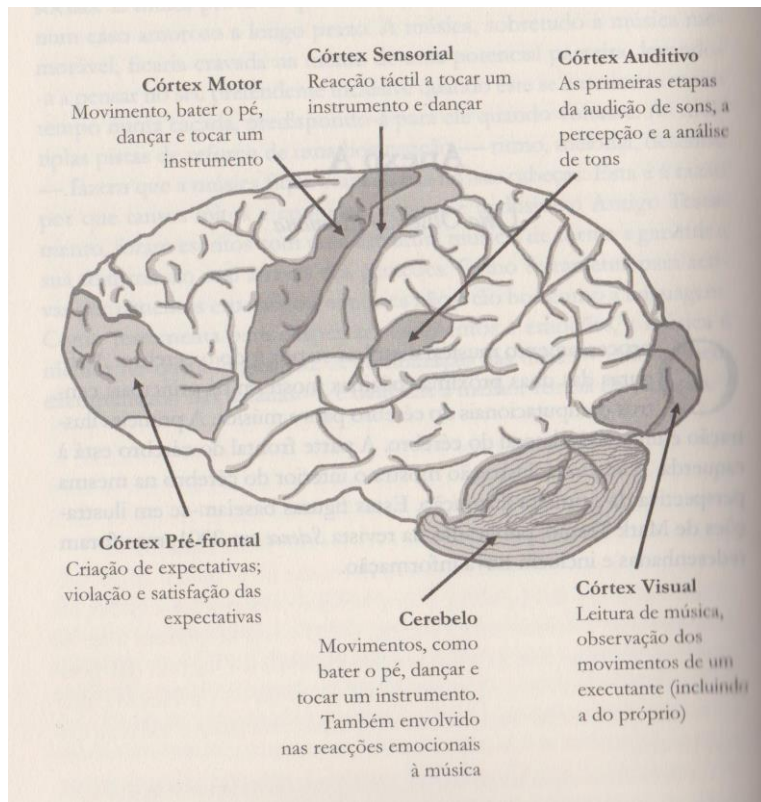 Córtex Motor
Movimento, bater o pé,
dançar e tocar um
instrumento
Córtex Sensorial
Reacção táctil a tocar um
instrumento e dançar
Córtex Auditivo
As primeiras etapas
da audição de sons, a
percepção e a análise
de tons
Córtex Pré-frontal
Criação de expectativas;
violação e satisfação das
expectativas
Cerebelo
Movimentos, como
bater o pé, dançar e
tocar um instrumento.
Também envolvido
nas reacções emocionais
à música
Córtex Visual
Leitura de música,
observação dos
movimentos de um
executante (incluindo
a do próprio)